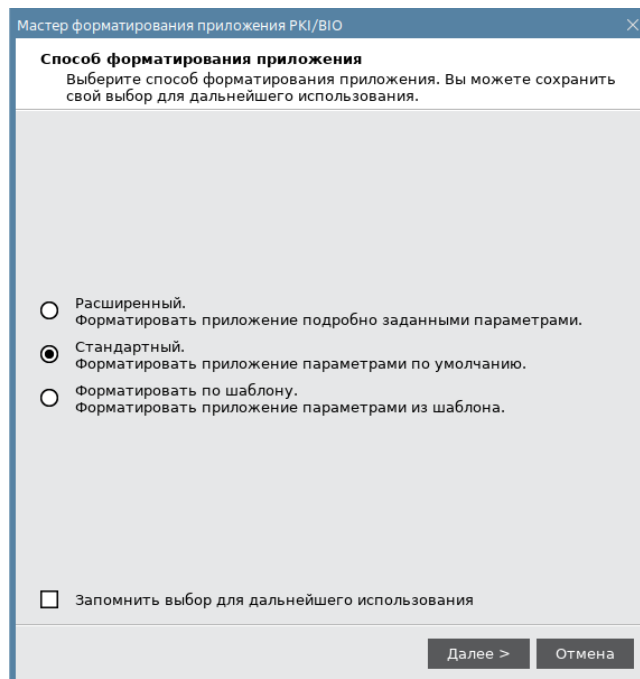 Мастер форматирования приложения PKI/BIO
Способ форматирования приложения
Выберите способ форматирования приложения. Вы можете сохранить
свой выбор для дальнейшего использования.
Расширенный.
Форматировать приложение подробно заданными параметрами.
Стандартный.
Форматировать приложение параметрами по умолчанию.
Форматировать по шаблону.
Форматировать приложение параметрами из шаблона.
Запомнить выбор для дальнейшего использования
Далее >
Отмена